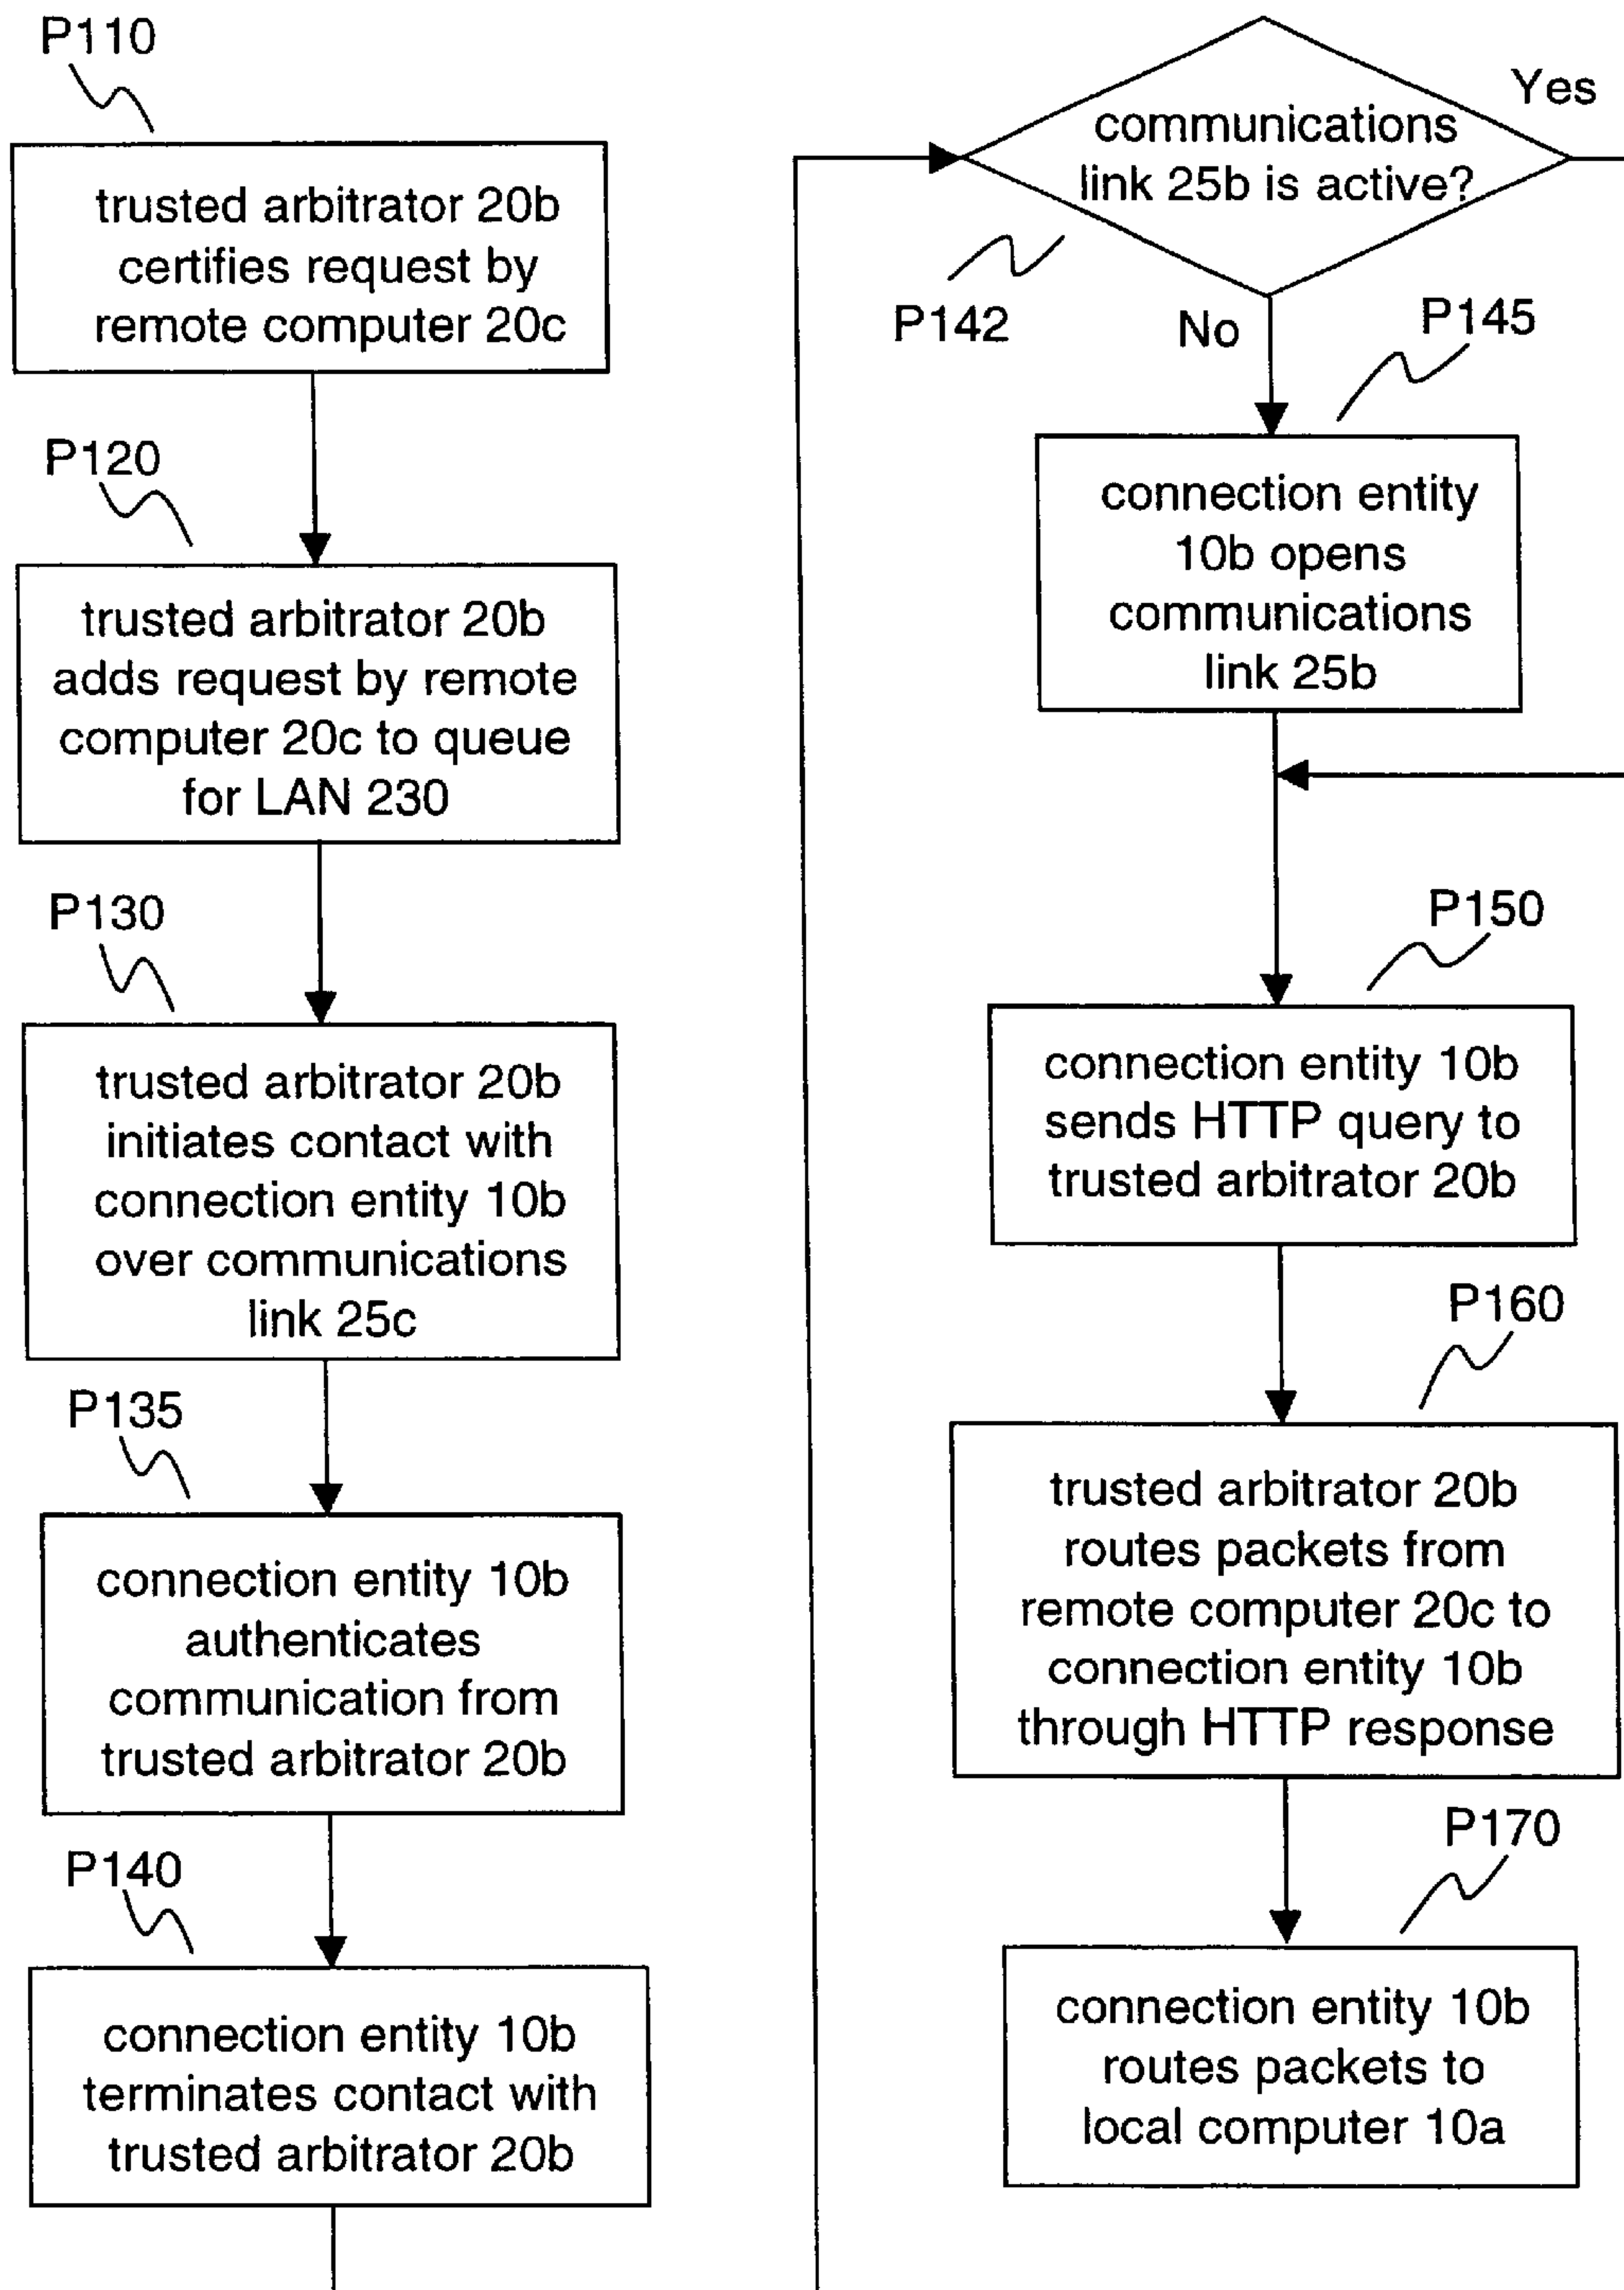 P110
trusted arbitrator 20b
certifies request by
remote computer 20c
P120
trusted arbitrator 20b
adds request by remote
computer 20c to queue
for LAN 230
P130
trusted arbitrator 20b
initiates contact with
connection entity 10b
over communications
link 25c
P135
connection entity 10b
authenticates
communication from
trusted arbitrator 20b
P140
connection entity 10b
terminates contact with
trusted arbitrator 20b
communications
link 25b is active?
Yes
P142
No
P145
connection entity
10b opens
communications
link 25b
P150
connection entity 10b
sends HTTP query to
trusted arbitrator 20b
P160
trusted arbitrator 20b
routes packets from
remote computer 20c to
connection entity 10b
through HTTP response
P170
connection entity 10b
routes packets to
local computer 10a